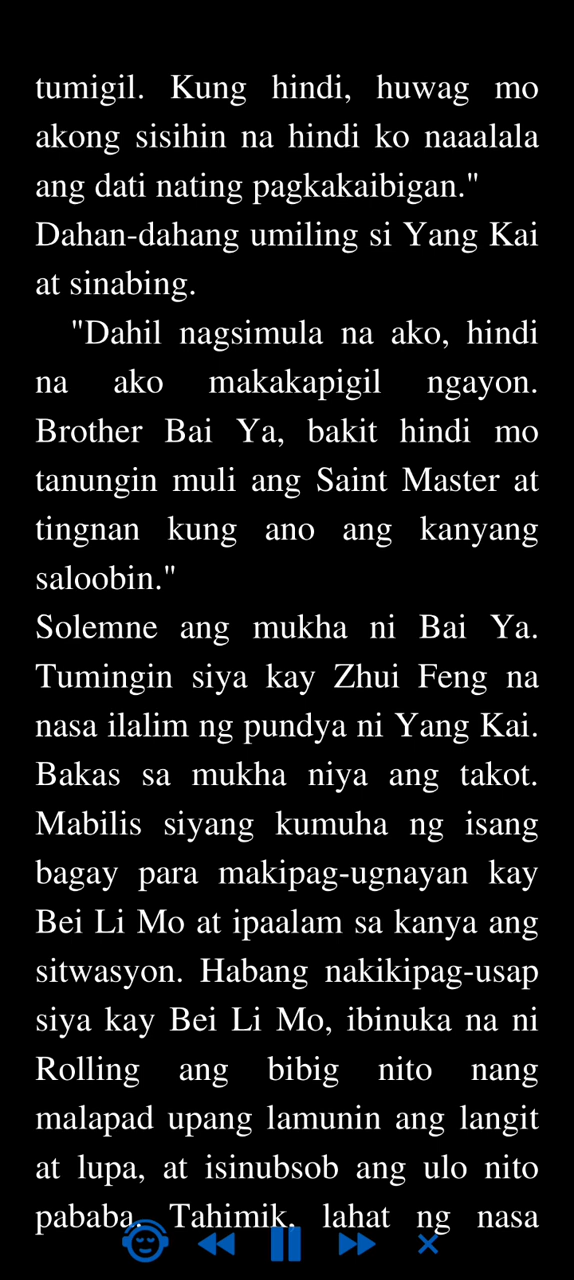 tumigil. Kung hindi, huwag mo
akong sisihin na hindi ko naaalala
ang dati nating pagkakaibigan."
Dahan-dahang umiling si Yang Kai
at sinabing.
"Dahil nagsimula na ako, hindi
na ako makakapigil ngayon.
Brother Bai Ya, bakit hindi mo
tanungin muli ang Saint Master at
tingnan kung ano ang kanyang
saloobin."
Solemne ang mukha ni Bai Ya.
Tumingin siya kay Zhui Feng na
nasa ilalim ng pundya ni Yang Kai.
Bakas sa mukha niya ang takot.
Mabilis siyang kumuha ng isang
bagay para makipag-ugnayan kay
Bei Li Mo at ipaalam sa kanya ang
sitwasyon. Habang nakikipag-usap
siya kay Bei Li Mo, ibinuka na ni
Rolling ang bibig nito nang
malapad upang lamunin ang langit
at lupa, at isinubsob ang ulo nito
pababa. Tahimik, lahat ng nasa